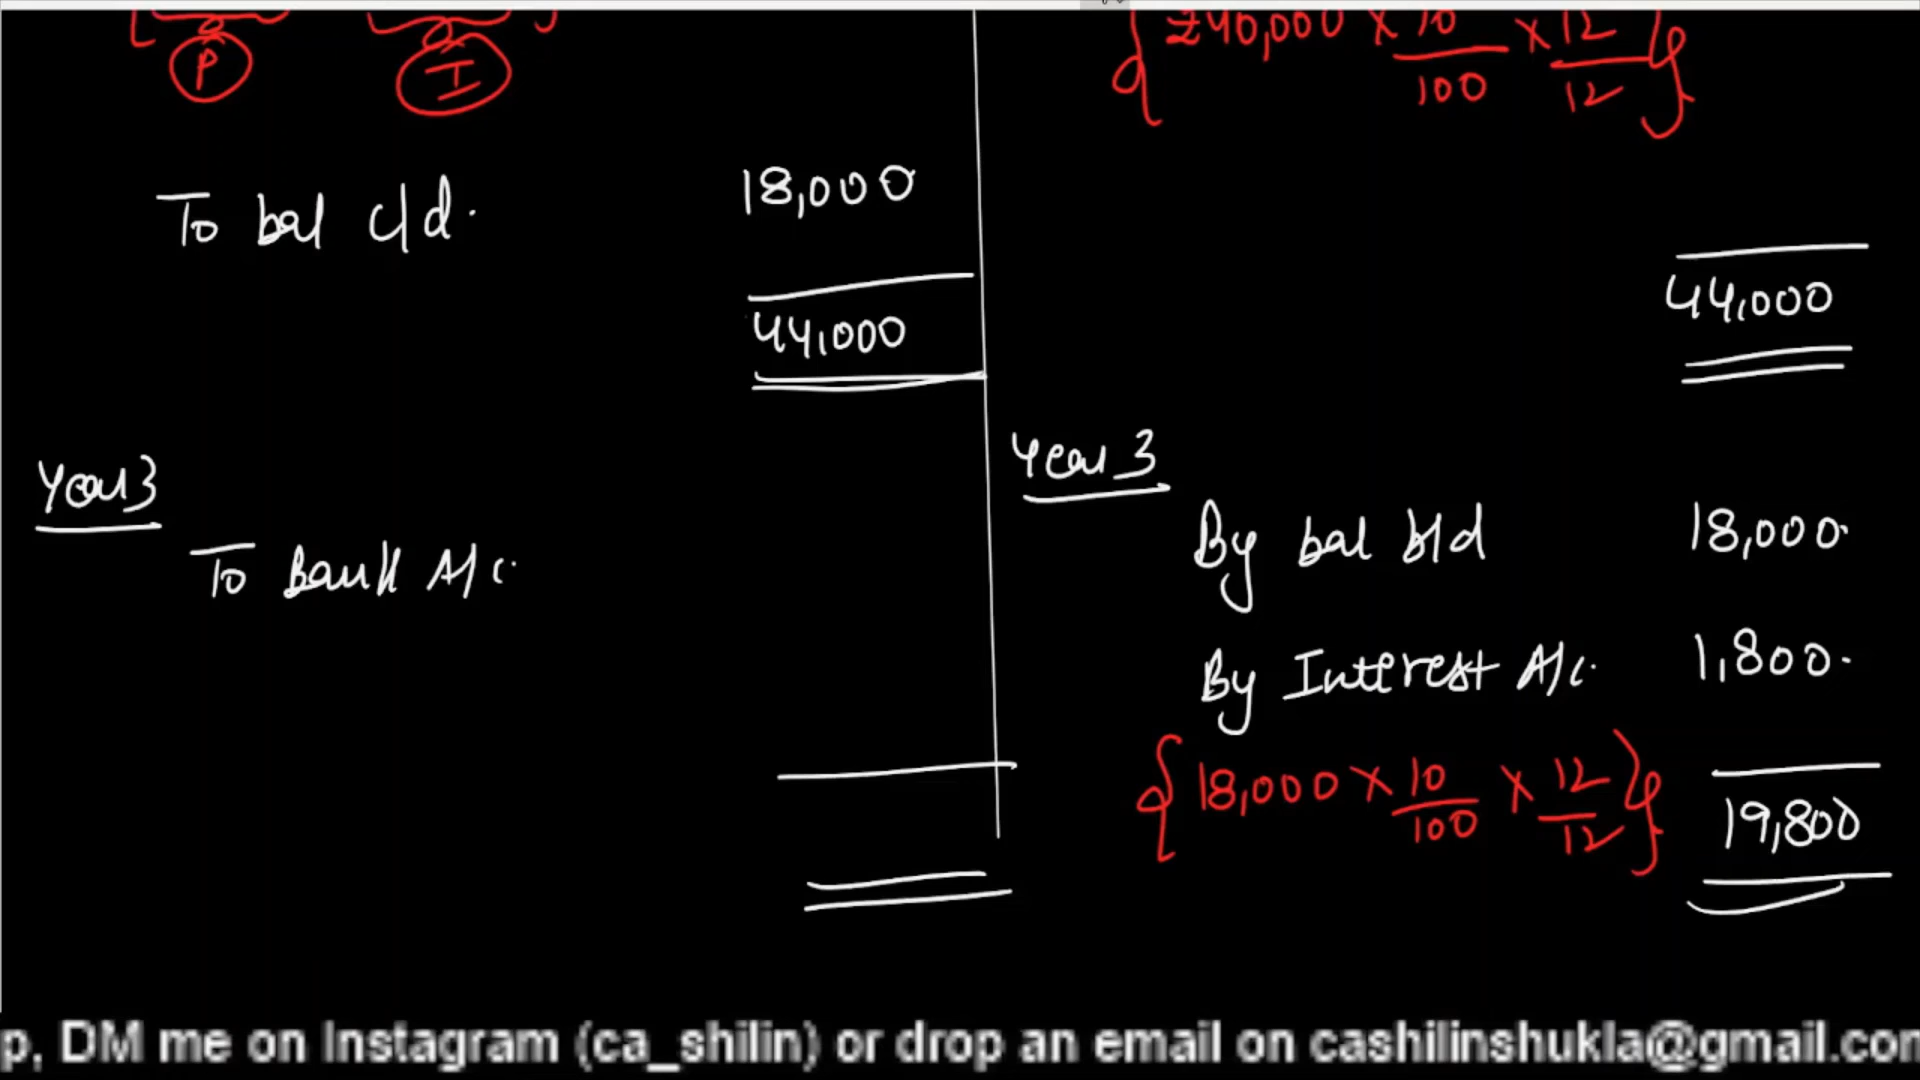 ₹40,000 × 10/100 × 12/12
P I
To bal c/d. 18,000
44,000 44,000
Year 3 Year 3
To Bank A/c. By bal b/d 18,000.
By Interest A/c. 1,800.
{18,000 × 10/100 × 12/12} 19,800
p, DM me on Instagram (ca_shilin) or drop an email on cashilinshukla@gmail.com